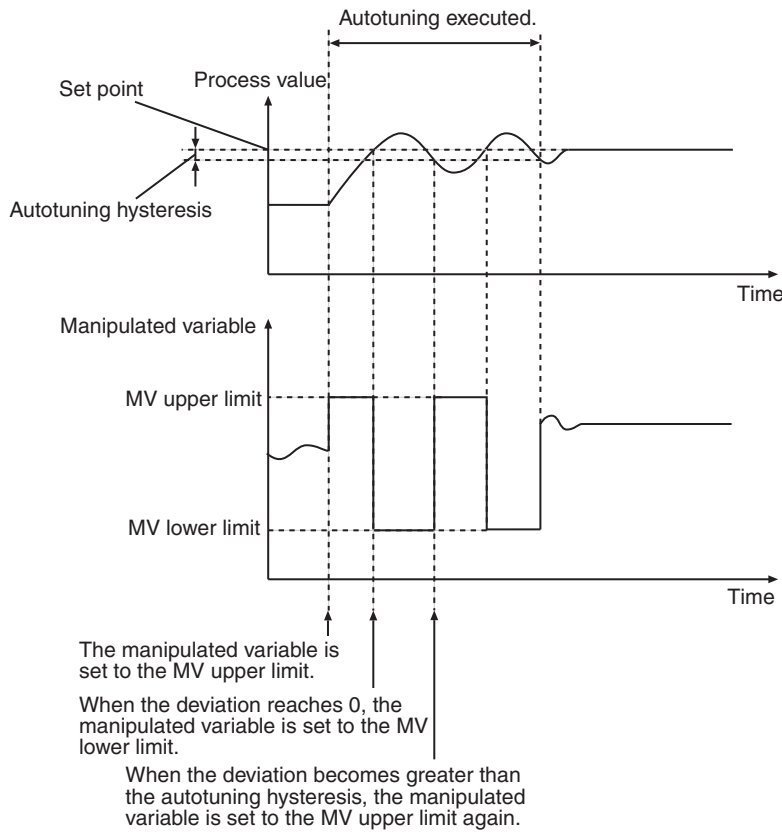 Autotuning executed.
Process value
Set point
Autotuning hysteresis
Time
Manipulated variable
MV upper limit
MV lower limit
Time
The manipulated variable is
set to the MV upper limit.
When the deviation reaches 0, the
manipulated variable is set to the MV
lower limit.
When the deviation becomes greater than
the autotuning hysteresis, the manipulated
variable is set to the MV upper limit again.